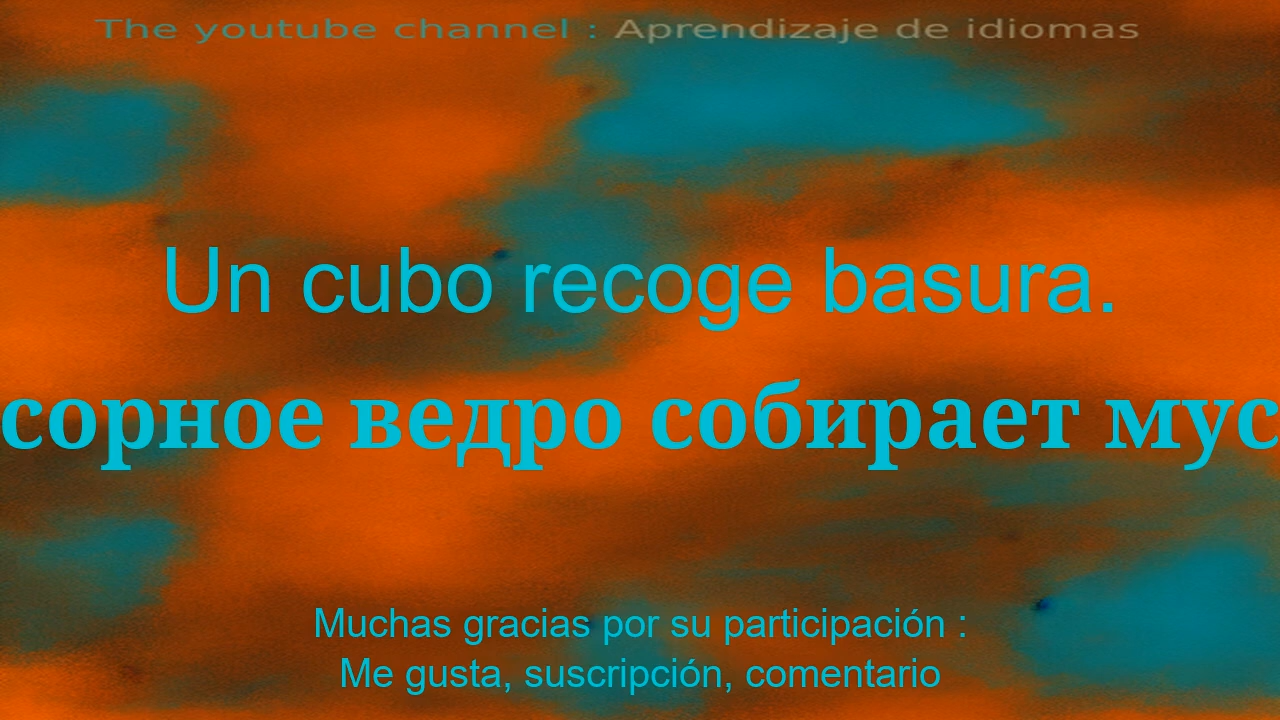 The youtube channel : Aprendizaje de idiomas
Un cubo recoge basura.
сорное ведро собирает мус
Muchas gracias por su participación :
Me gusta, suscripción, comentario